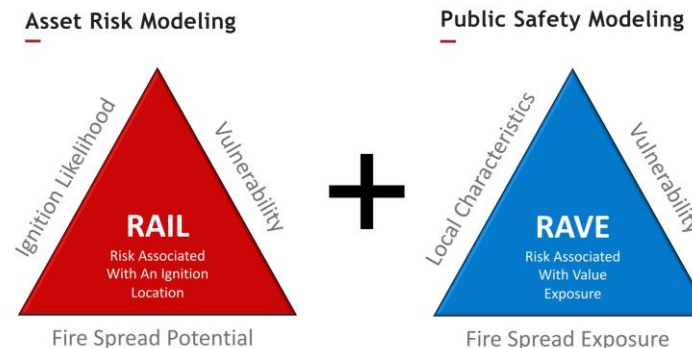 Asset Risk Modeling
Public Safety Modeling
Ignition Likelihood
Vulnerability
RAIL
Risk Associated
With An Ignition
Location
Fire Spread Potential
+
Local Characteristics
Vulnerability
RAVE
Risk Associated
With Value
Exposure
Fire Spread Exposure